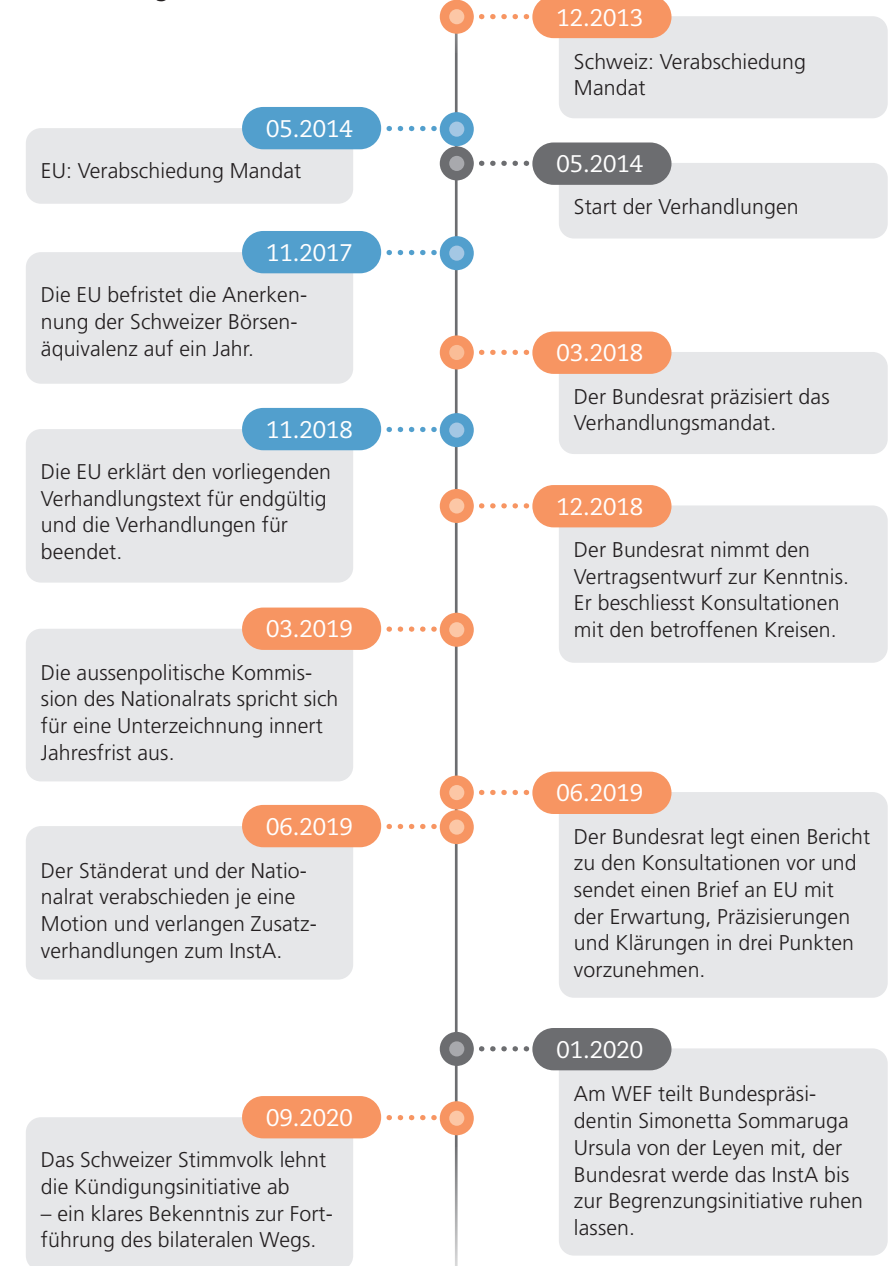 12.2013
Schweiz: Verabschiedung
Mandat
05.2014
EU: Verabschiedung Mandat
05.2014
Start der Verhandlungen
11.2017
Die EU befristet die Anerken-
nung der Schweizer Börsen-
äquivalenz auf ein Jahr.
03.2018
Der Bundesrat präzisiert das
Verhandlungsmandat.
11.2018
Die EU erklärt den vorliegenden
Verhandlungstext für endgültig
und die Verhandlungen für
beendet.
12.2018
Der Bundesrat nimmt den
Vertragsentwurf zur Kenntnis.
Er beschliesst Konsultationen
mit den betroffenen Kreisen.
03.2019
Die aussenpolitische Kommis-
sion des Nationalrats spricht sich
für eine Unterzeichnung innert
Jahresfrist aus.
06.2019
Der Bundesrat legt einen Bericht
zu den Konsultationen vor und
sendet einen Brief an EU mit
der Erwartung, Präzisierungen
und Klärungen in drei Punkten
vorzunehmen.
06.2019
Der Ständerat und der Natio-
nalrat verabschieden je eine
Motion und verlangen Zusatz-
verhandlungen zum InstA.
01.2020
Am WEF teilt Bundespräsi-
dentin Simonetta Sommaruga
Ursula von der Leyen mit, der
Bundesrat werde das InstA bis
zur Begrenzungsinitiative ruhen
lassen.
09.2020
Das Schweizer Stimmvolk lehnt
die Kündigungsinitiative ab
– ein klares Bekenntnis zur Fort-
führung des bilateralen Wegs.